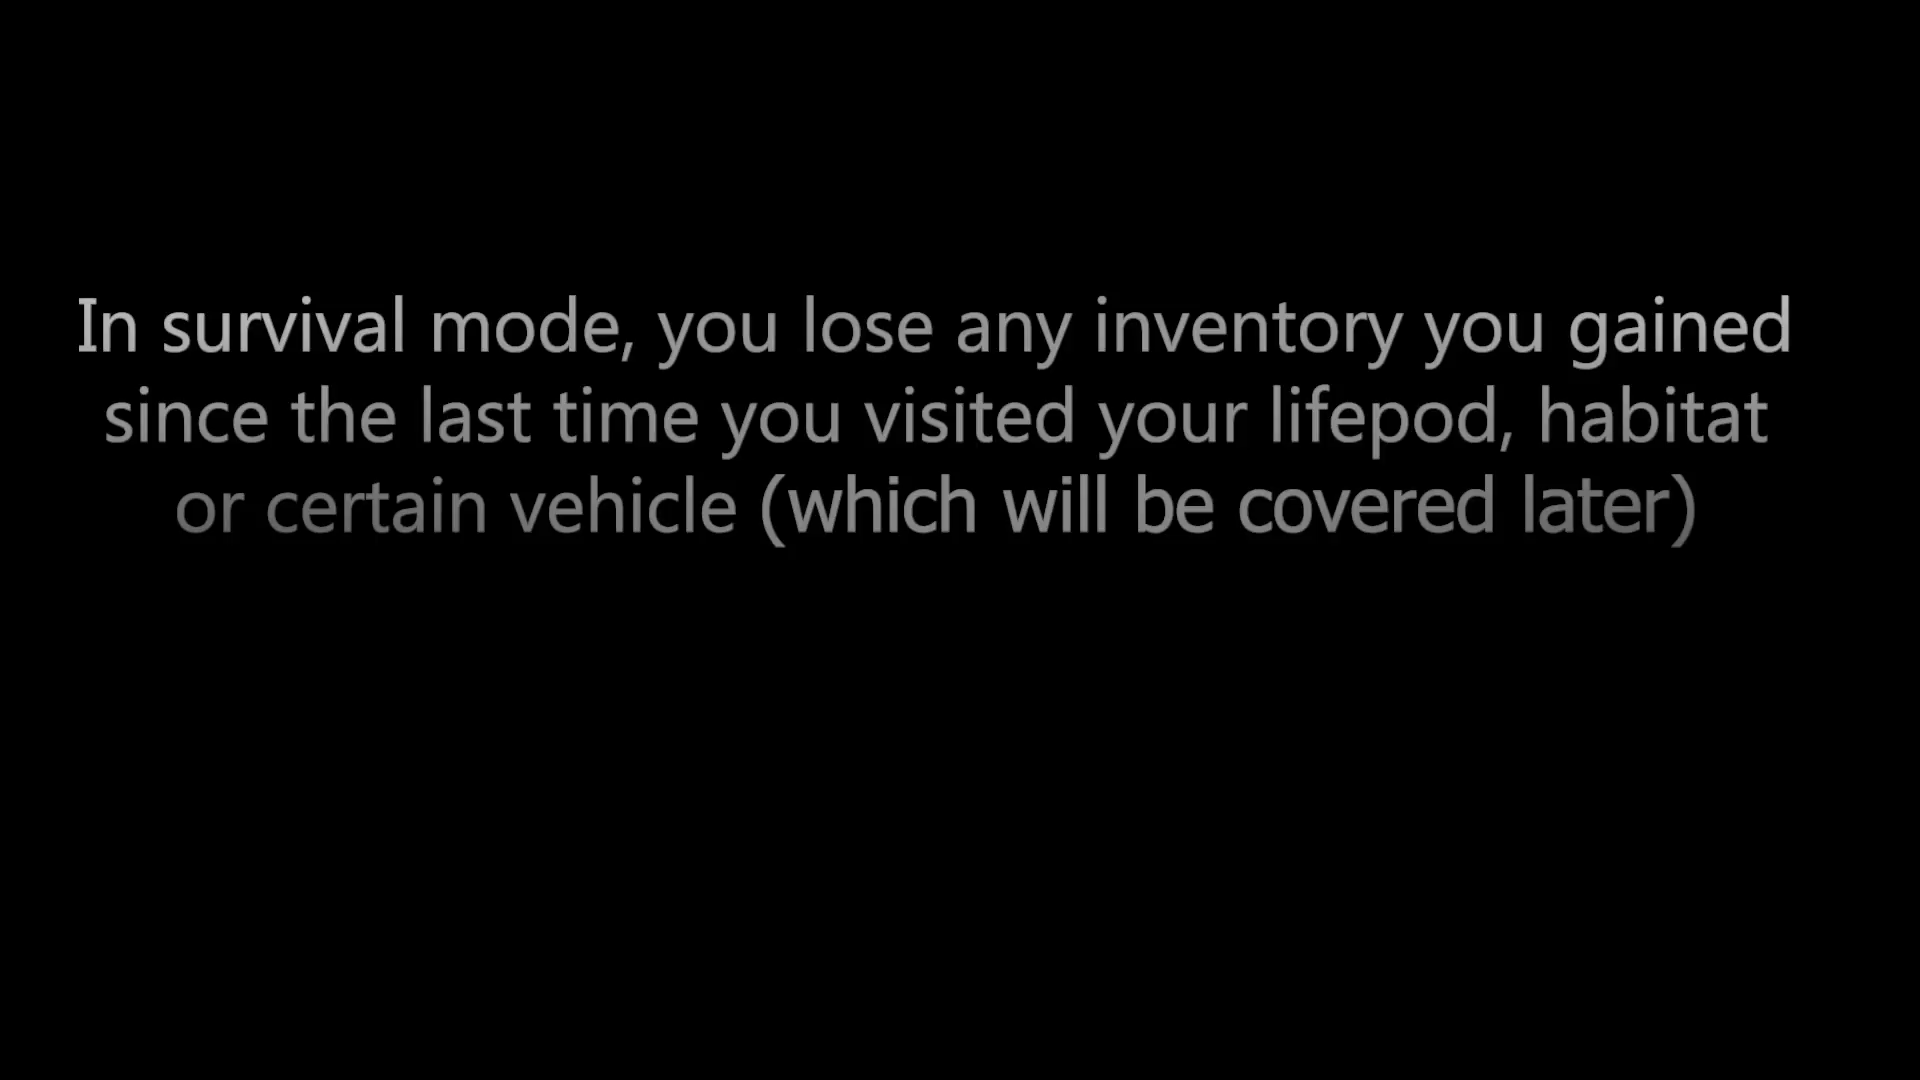 In survival mode, you lose any inventory you gained
since the last time you visited your lifepod, habitat
or certain vehicle (which will be covered later)